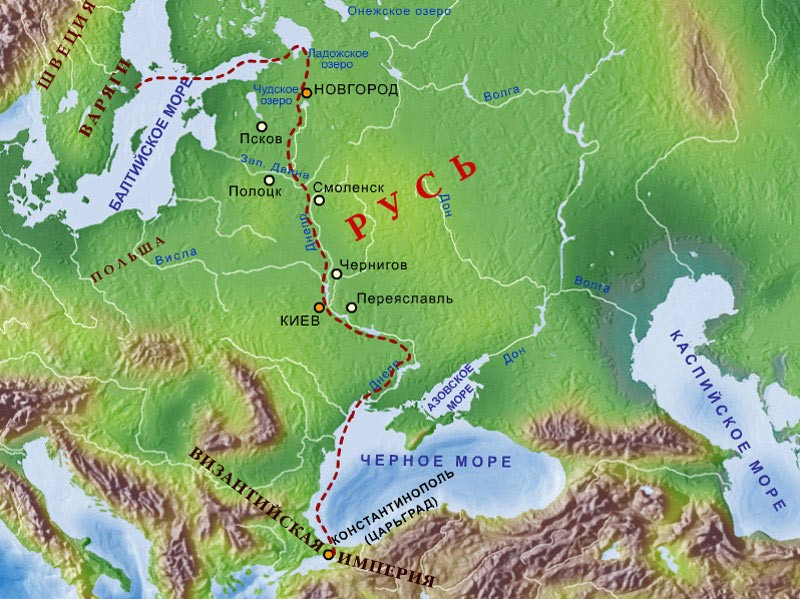 Онежское озеро
ШВЕЦИЯ
Ладожское
озеро
ВАРЯГИ
Чудское
озеро
НОВГОРОД
Волга
БАЛТИЙСКОЕ МОРЕ
Псков
Зап. Двина
Полоцк
Смоленск
РУСЬ
Дон
Днепр
ПОЛЬША
Висла
Чернигов
Волга
Переяславль
КИЕВ
Днепр
Дон
АЗОВСКОЕ
МОРЕ
КАСПИЙСКОЕ МОРЕ
ЧЕРНОЕ МОРЕ
ВИЗАНТИЙСКАЯ ИМПЕРИЯ
КОНСТАНТИНОПОЛЬ
(ЦАРЬГРАД)